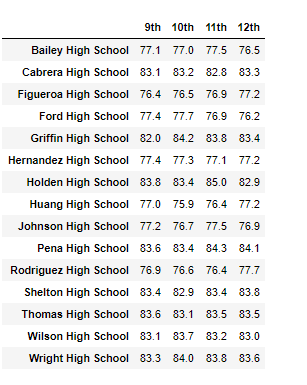 9th 10th 11th 12th
Bailey High School 77.1 77.0 77.5 76.5
Cabrera High School 83.1 83.2 82.8 83.3
Figueroa High School 76.4 76.5 76.9 77.2
Ford High School 77.4 77.7 76.9 76.2
Griffin High School 82.0 84.2 83.8 83.4
Hernandez High School 77.4 77.3 77.1 77.2
Holden High School 83.8 83.4 85.0 82.9
Huang High School 77.0 75.9 76.4 77.2
Johnson High School 77.2 76.7 77.5 76.9
Pena High School 83.6 83.4 84.3 84.1
Rodriguez High School 76.9 76.6 76.4 77.7
Shelton High School 83.4 82.9 83.4 83.8
Thomas High School 83.6 83.1 83.5 83.5
Wilson High School 83.1 83.7 83.2 83.0
Wright High School 83.3 84.0 83.8 83.6